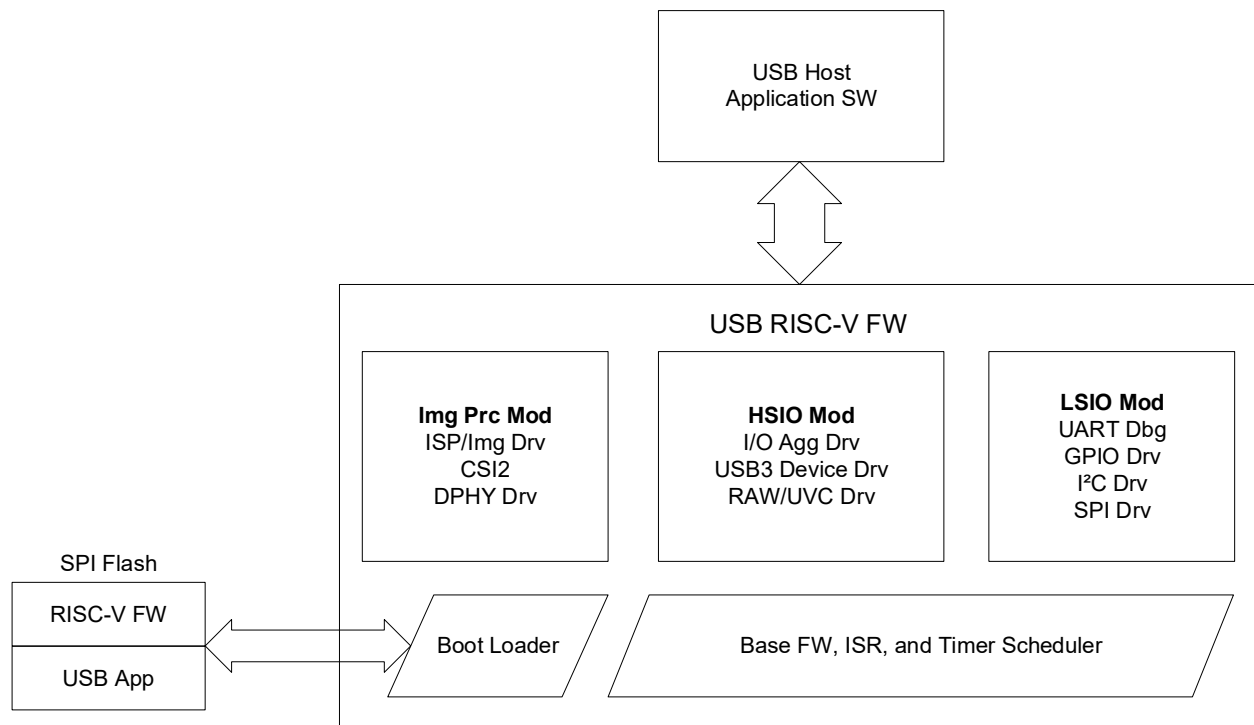 USB Host
Application SW
USB RISC-V FW
Img Prc Mod
ISP/Img Drv
CSI2
DPHY Drv
HSIO Mod
I/O Agg Drv
USB3 Device Drv
RAW/UVC Drv
LSIO Mod
UART Dbg
GPIO Drv
I²C Drv
SPI Drv
SPI Flash
RISC-V FW
USB App
Boot Loader
Base FW, ISR, and Timer Scheduler